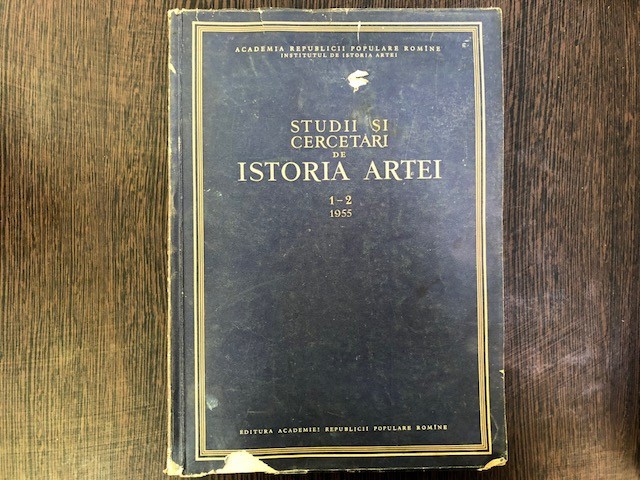 ACADEMIA REPUBLICII POPULARE ROMÎNE
INSTITUTUL DE ISTORIA ARTEI
STUDII ȘI
CERCETĂRI
DE
ISTORIA ARTEI
1-2
1955
EDITURA ACADEMIEI REPUBLICII POPULARE ROMÎNE